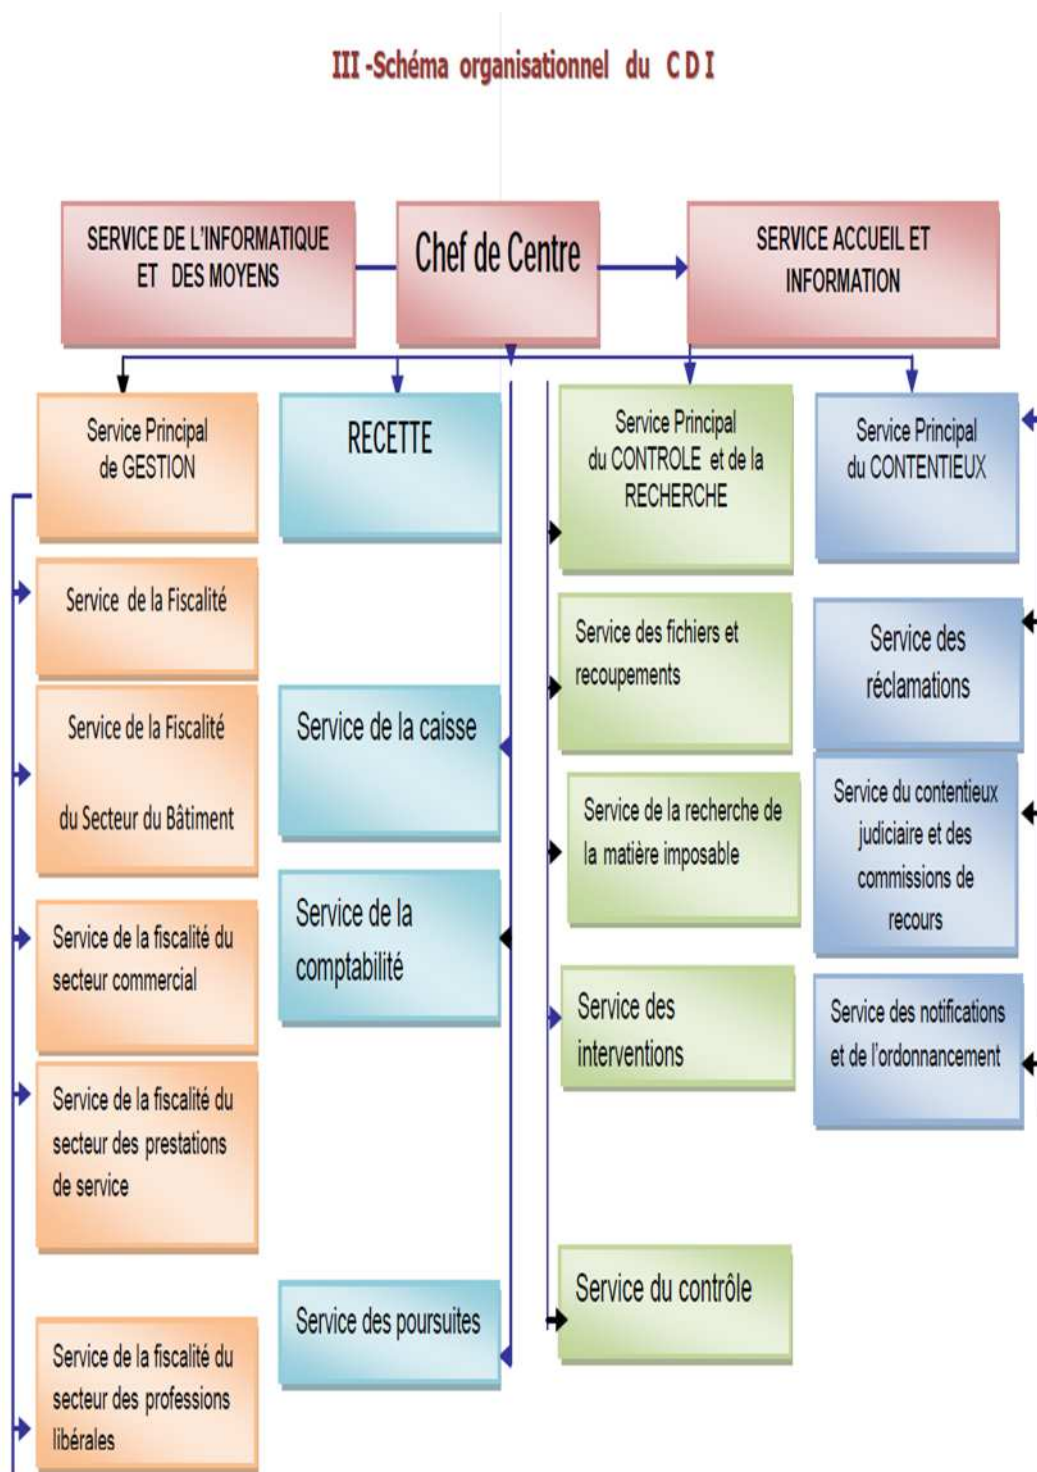 III -Schéma organisationnel du C D I
SERVICE DE L'INFORMATIQUE
ET DES MOYENS
Chef de Centre
SERVICE ACCUEIL ET
INFORMATION
Service Principal
de GESTION
RECETTE
Service Principal
du CONTROLE et de la
RECHERCHE
Service Principal
du CONTENTIEUX
Service de la Fiscalité
Service de la Fiscalité
du Secteur du Bâtiment
Service de la fiscalité du
secteur commercial
Service de la fiscalité du
secteur des prestations
de service
Service de la fiscalité du
secteur des professions
libérales
Service de la caisse
Service de la
comptabilité
Service des poursuites
Service des fichiers et
recoupements
Service de la recherche de
la matière imposable
Service des
interventions
Service du contrôle
Service des
réclamations
Service du contentieux
judiciaire et des
commissions de
recours
Service des notifications
et de l'ordonnancement